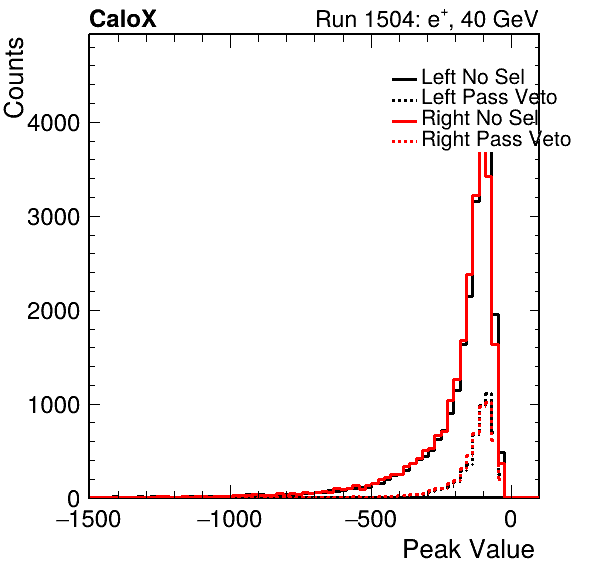 CaloX
Run 1504: e+, 40 GeV
Counts
Left No Sel
Left Pass Veto
Right No Sel
Right Pass Veto
4000
3000
2000
1000
0
−1500
−1000
−500
0
Peak Value